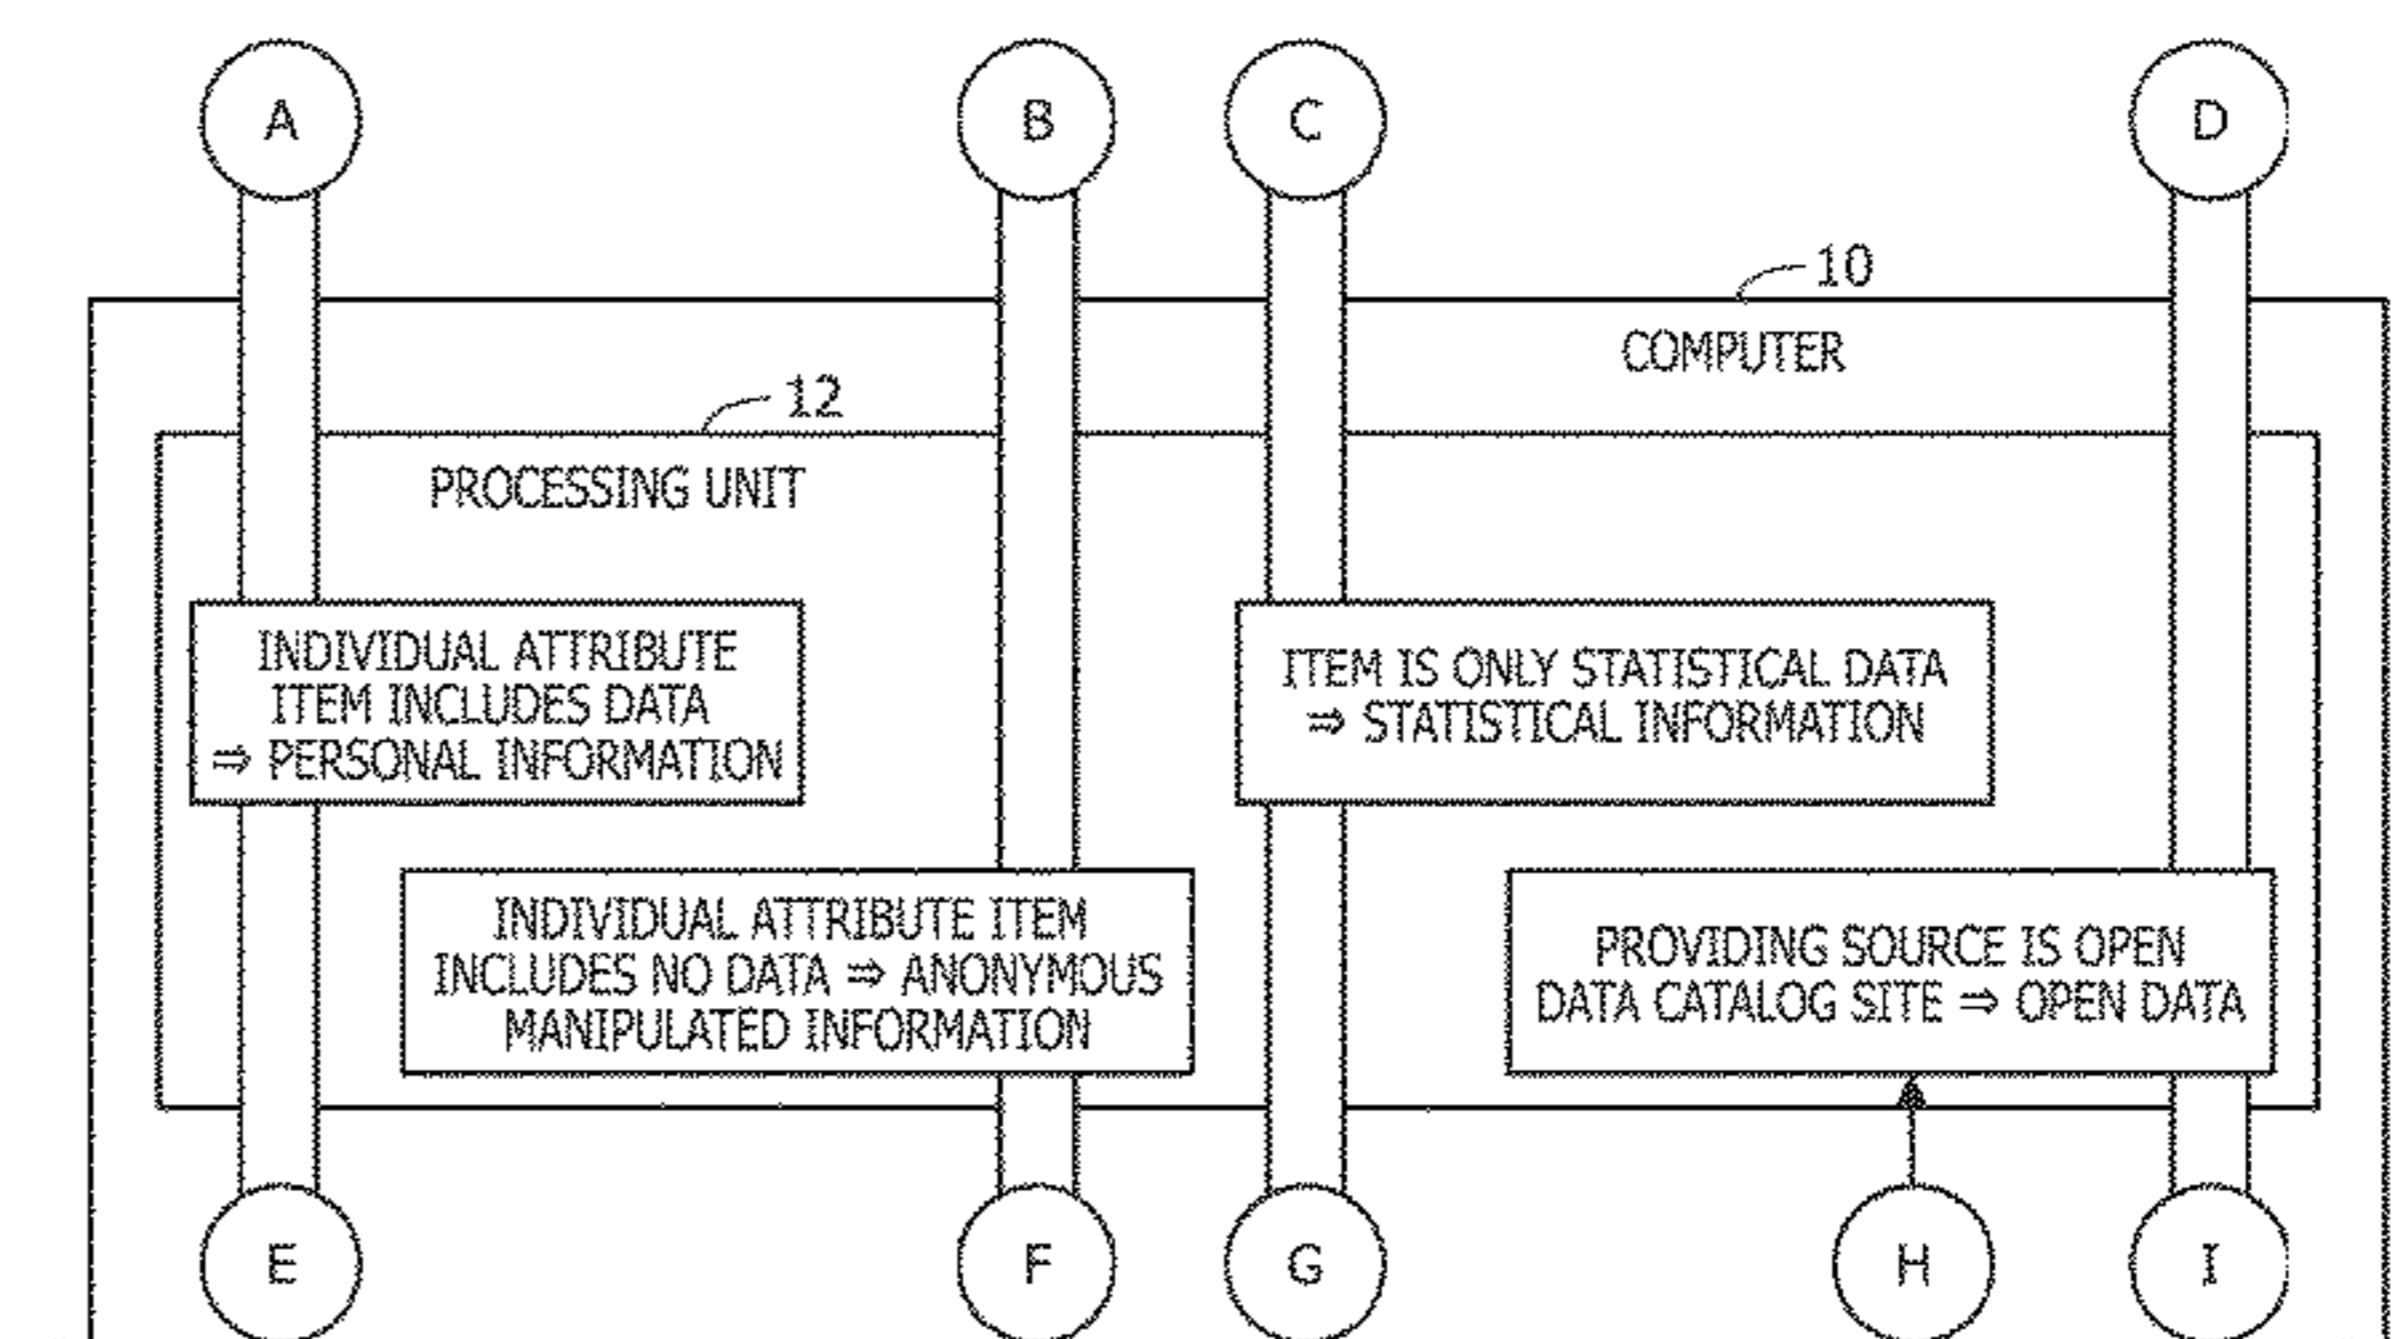 A
B
C
D
10
COMPUTER
12
PROCESSING UNIT
INDIVIDUAL ATTRIBUTE
ITEM INCLUDES DATA
⇒ PERSONAL INFORMATION
ITEM IS ONLY STATISTICAL DATA
⇒ STATISTICAL INFORMATION
INDIVIDUAL ATTRIBUTE ITEM
INCLUDES NO DATA ⇒ ANONYMOUS
MANIPULATED INFORMATION
PROVIDING SOURCE IS OPEN
DATA CATALOG SITE ⇒ OPEN DATA
E
F
G
H
I